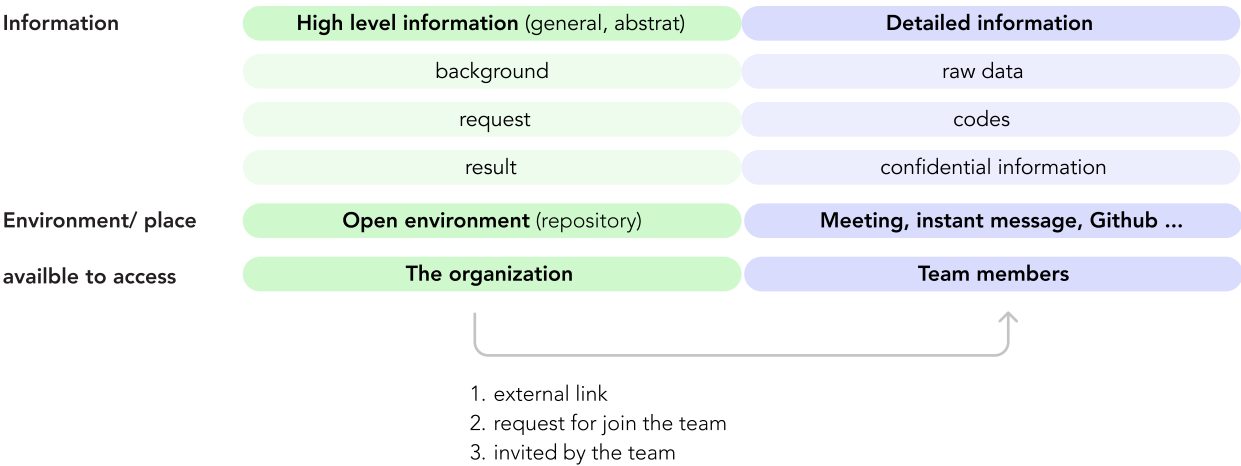 Information High level information (general, abstrat) Detailed information
background raw data
request codes
result confidential information
Environment/ place Open environment (repository) Meeting, instant message, Github ...
availble to access The organization Team members
1. external link
2. request for join the team
3. invited by the team